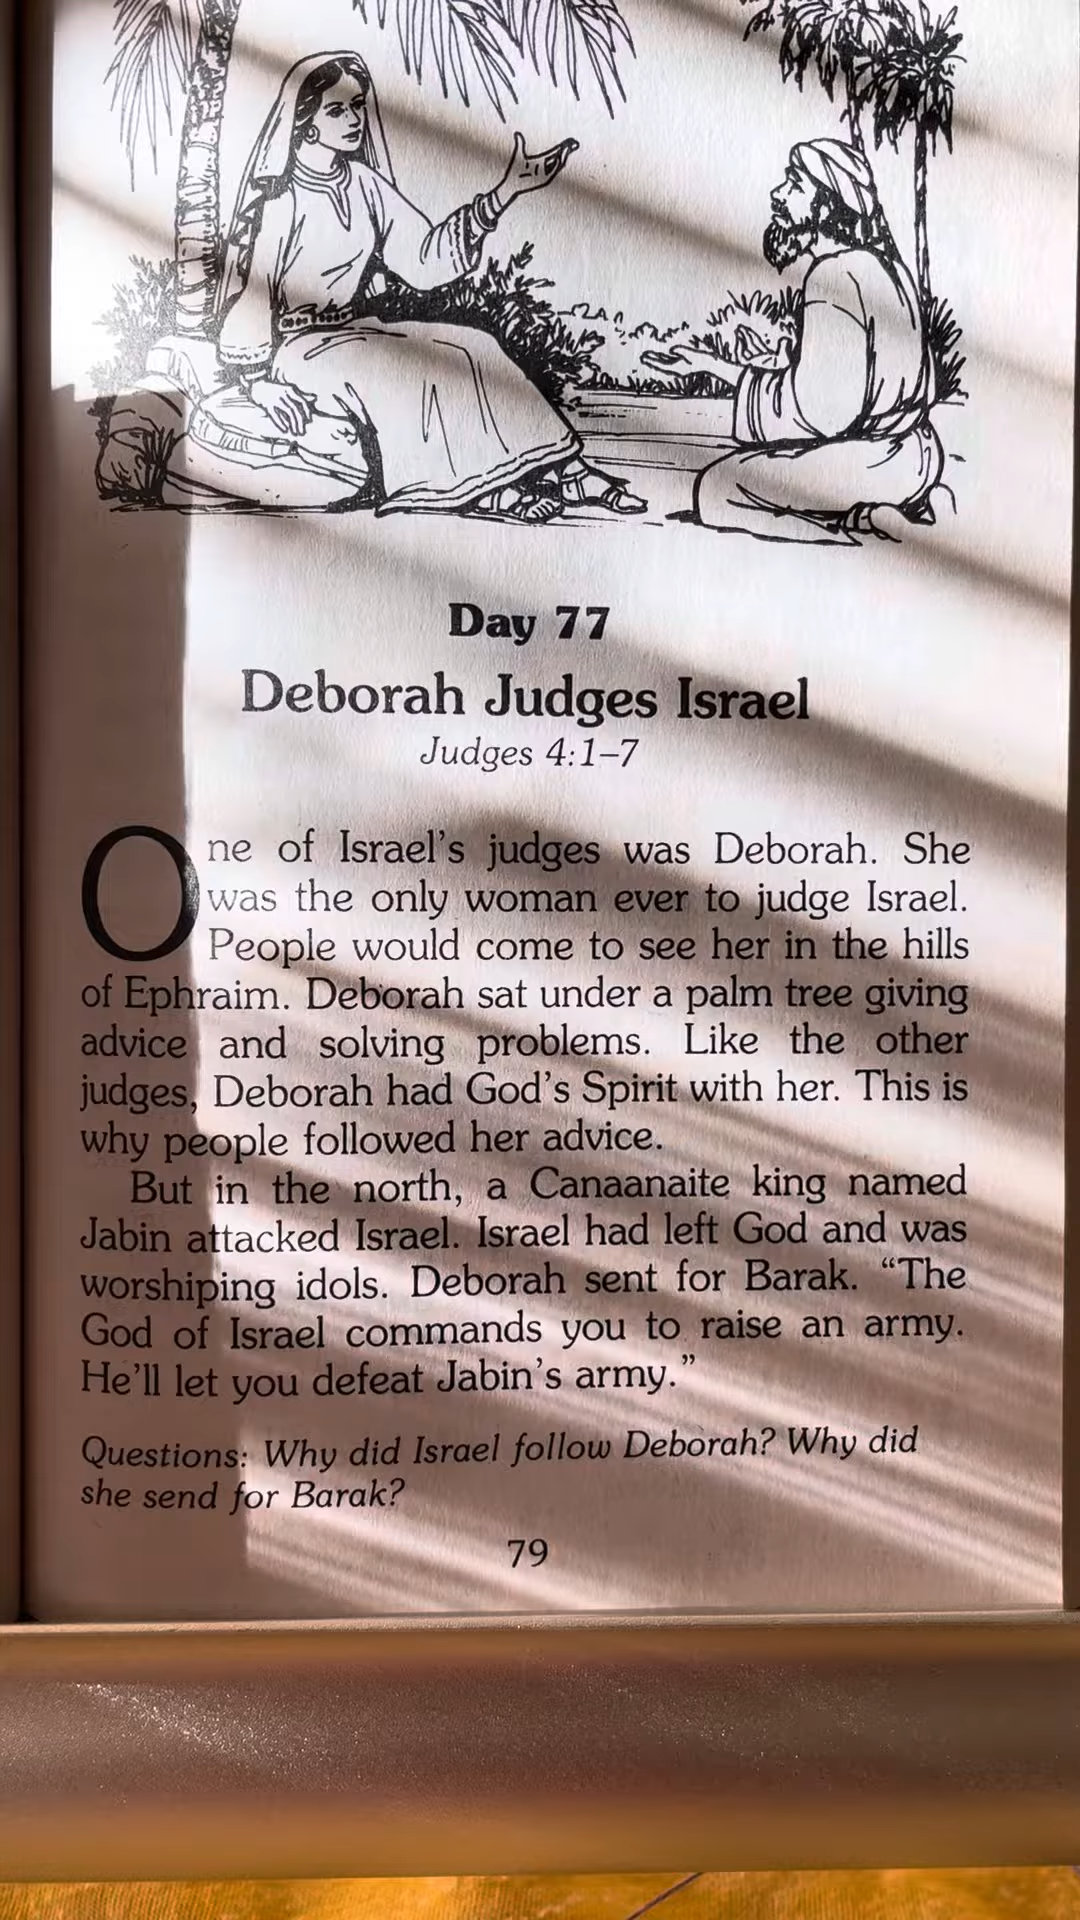 Day 77
Deborah Judges Israel
Judges 4:1–7
One of Israel's judges was Deborah. She
was the only woman ever to judge Israel.
People would come to see her in the hills
of Ephraim. Deborah sat under a palm tree giving
advice and solving problems. Like the other
judges, Deborah had God's Spirit with her. This is
why people followed her advice.
But in the north, a Canaanite king named
Jabin attacked Israel. Israel had left God and was
worshiping idols. Deborah sent for Barak. “The
God of Israel commands you to raise an army.
He'll let you defeat Jabin's army.”
Questions: Why did Israel follow Deborah? Why did
she send for Barak?
79